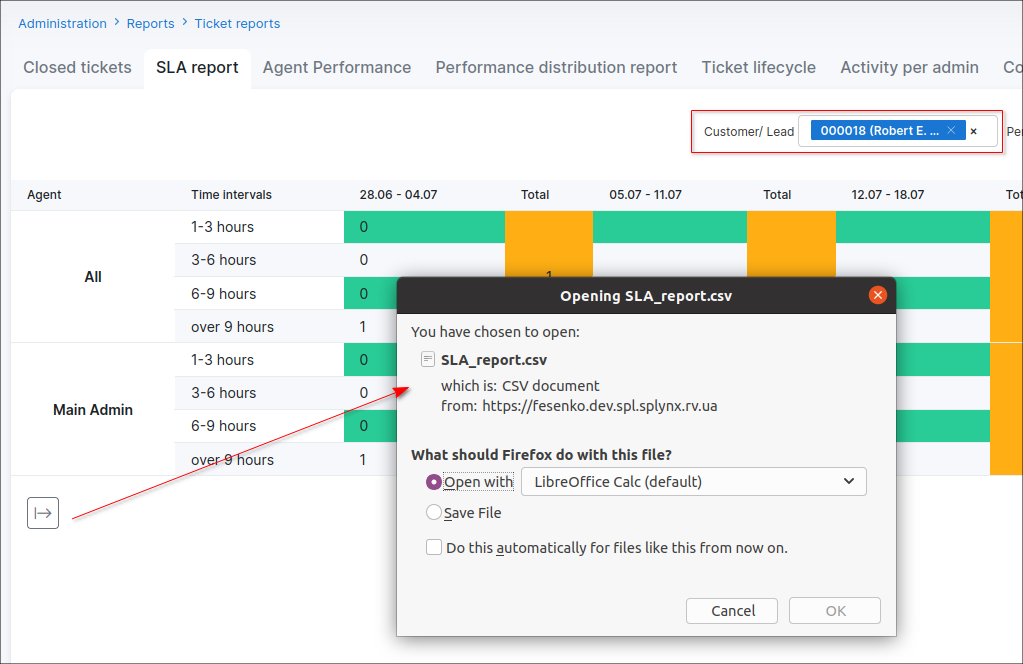 Administration > Reports > Ticket reports
Closed tickets SLA report Agent Performance Performance distribution report Ticket lifecycle Activity per admin Co
Customer/ Lead 000018 (Robert E. ... × × Pe
Agent Time intervals 28.06 - 04.07 Total 05.07 - 11.07 Total 12.07 - 18.07 Tot
All
1-3 hours 0
3-6 hours 0
1
6-9 hours 0
over 9 hours 1
Main Admin
1-3 hours 0
3-6 hours 0
6-9 hours 0
over 9 hours 1
Opening SLA_report.csv
You have chosen to open:
SLA_report.csv
which is: CSV document
from: https://fesenko.dev.spl.splynx.rv.ua
What should Firefox do with this file?
Open with LibreOffice Calc (default)
Save File
Do this automatically for files like this from now on.
Cancel OK